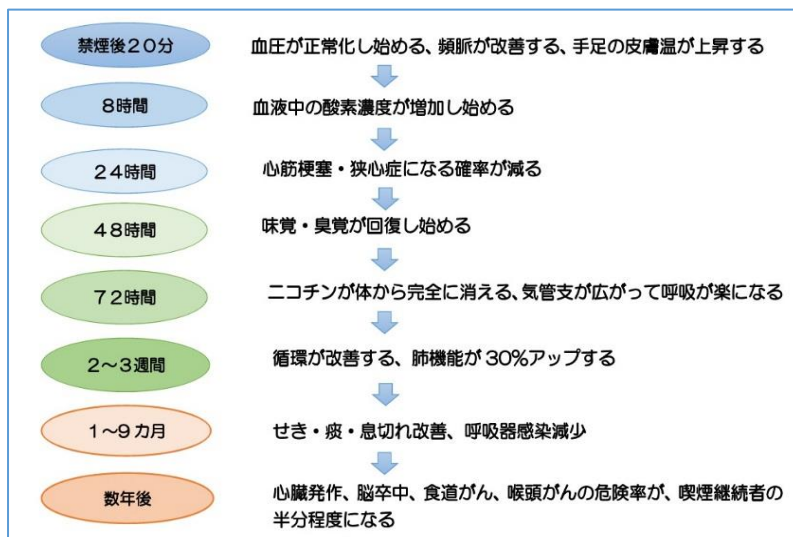 禁煙後２０分
血圧が正常化し始める、頻脈が改善する、手足の皮膚温が上昇する
８時間
血液中の酸素濃度が増加し始める
２４時間
心筋梗塞・狭心症になる確率が減る
４８時間
味覚・臭覚が回復し始める
７２時間
ニコチンが体から完全に消える、気管支が広がって呼吸が楽になる
２～３週間
循環が改善する、肺機能が30%アップする
１～９カ月
せき・痰・息切れ改善、呼吸器感染減少
数年後
心臓発作、脳卒中、食道がん、喉頭がんの危険率が、喫煙継続者の
半分程度になる